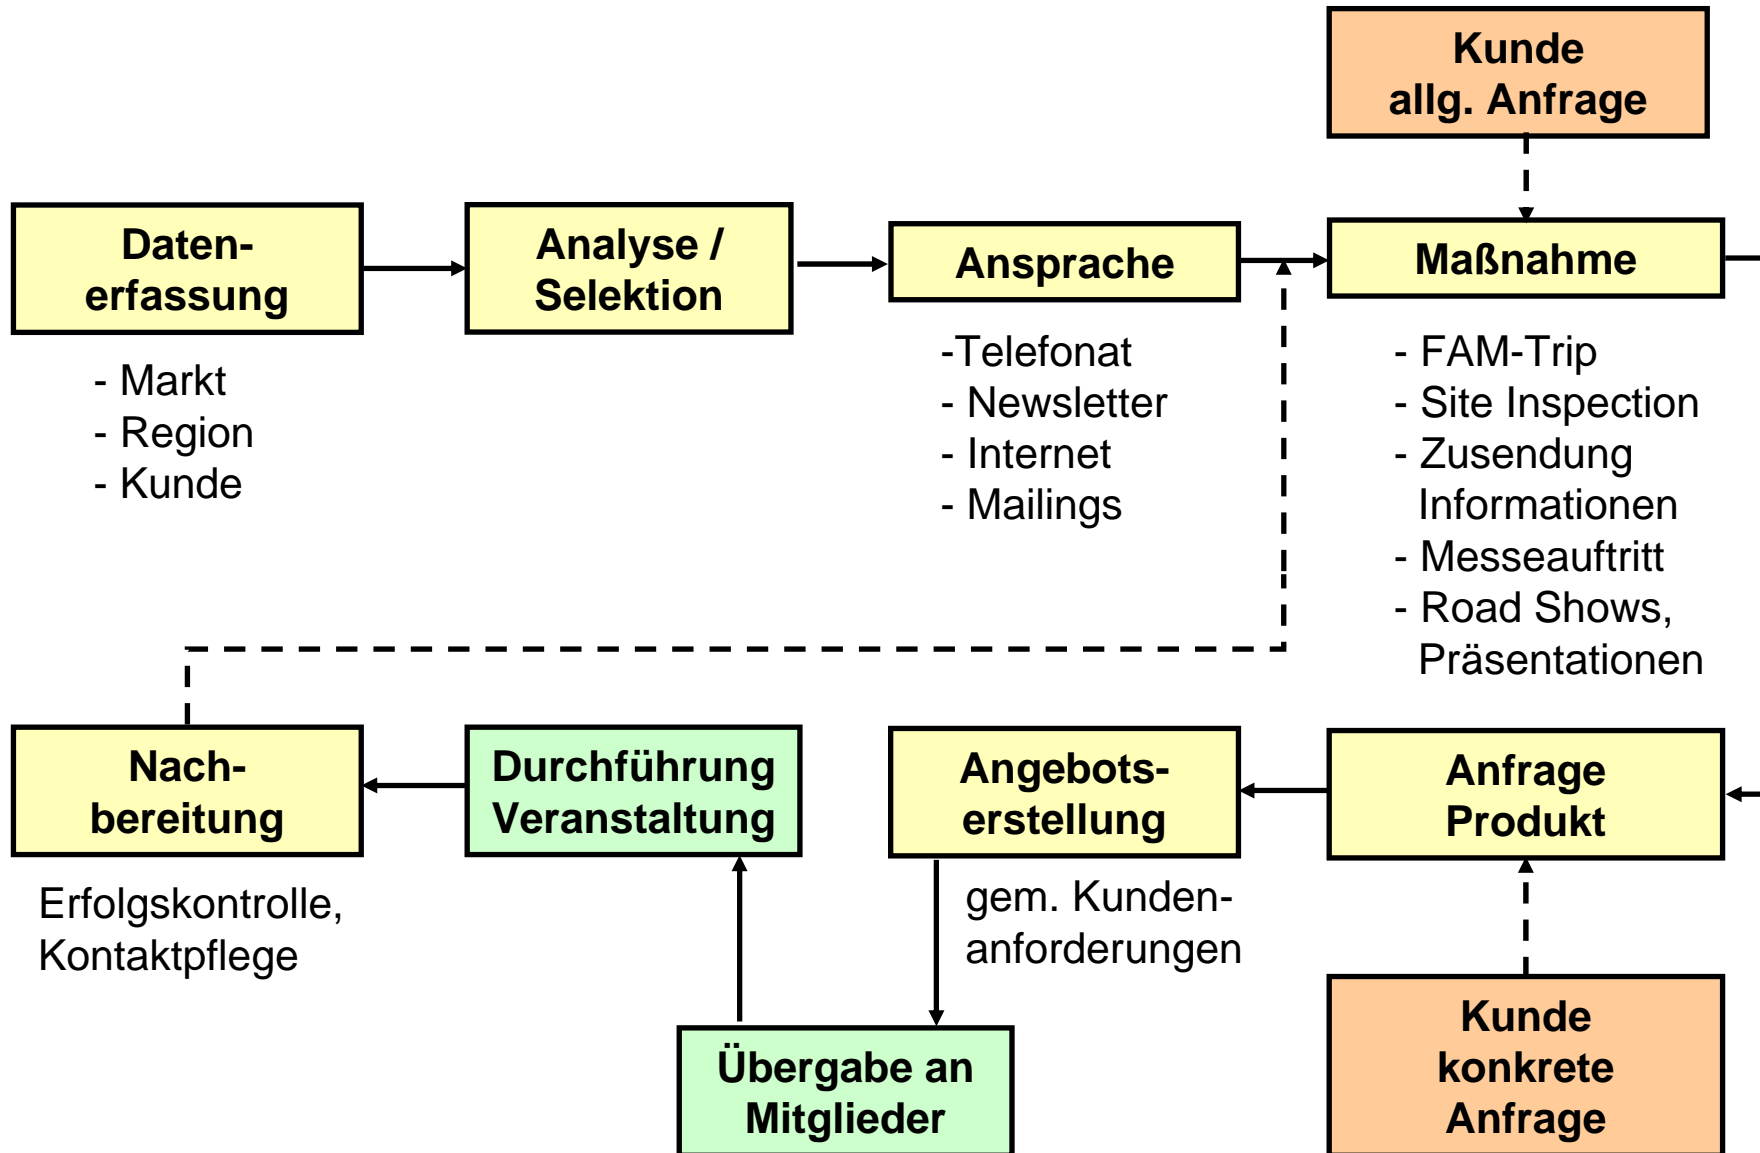 Kunde
allg. Anfrage
Daten-
erfassung
- Markt
- Region
- Kunde
Analyse /
Selektion
Ansprache
-Telefonat
- Newsletter
- Internet
- Mailings
Maßnahme
- FAM-Trip
- Site Inspection
- Zusendung
Informationen
- Messeauftritt
- Road Shows,
Präsentationen
Nach-
bereitung
Erfolgskontrolle,
Kontaktpflege
Durchführung
Veranstaltung
Angebots-
erstellung
gem. Kunden-
anforderungen
Anfrage
Produkt
Übergabe an
Mitglieder
Kunde
konkrete
Anfrage